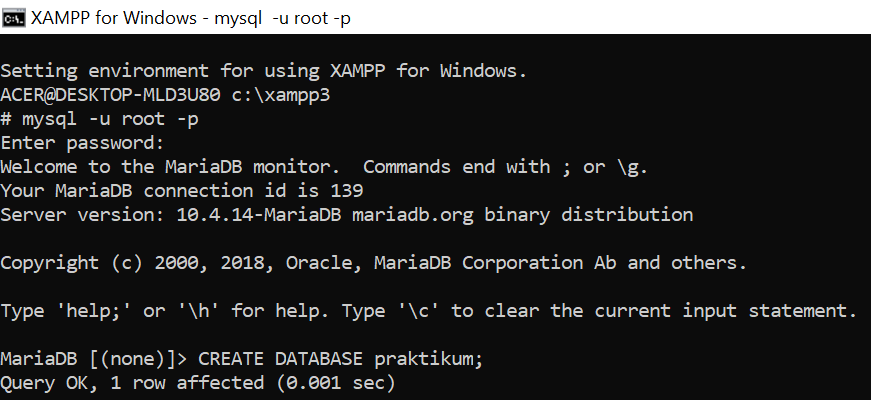 XAMPP for Windows - mysql  -u root -p
Setting environment for using XAMPP for Windows.
ACER@DESKTOP-MLD3U80 c:\xampp3
# mysql -u root -p
Enter password:
Welcome to the MariaDB monitor.  Commands end with ; or \g.
Your MariaDB connection id is 139
Server version: 10.4.14-MariaDB mariadb.org binary distribution
Copyright (c) 2000, 2018, Oracle, MariaDB Corporation Ab and others.
Type 'help;' or '\h' for help. Type '\c' to clear the current input statement.
MariaDB [(none)]> CREATE DATABASE praktikum;
Query OK, 1 row affected (0.001 sec)